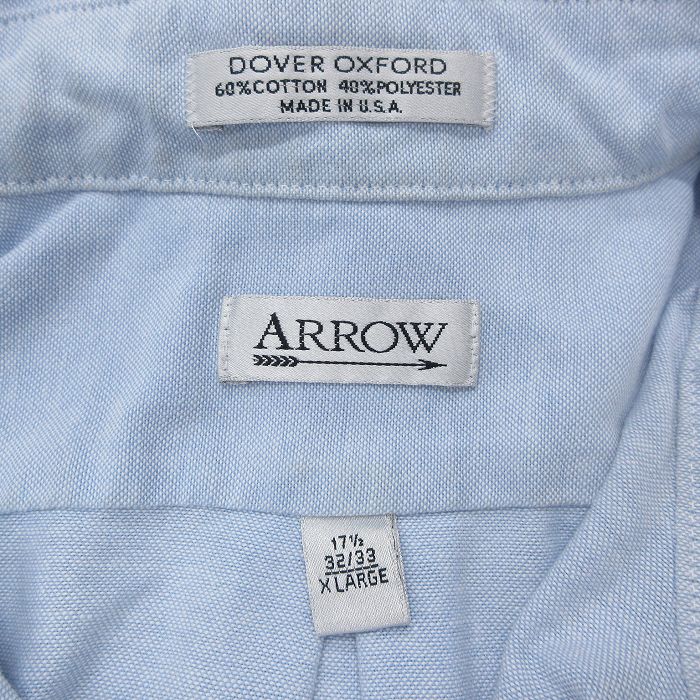 DOVER OXFORD
60%COTTON 40%POLYESTER
MADE IN U.S.A.
ARROW
17½
32/33
X LARGE